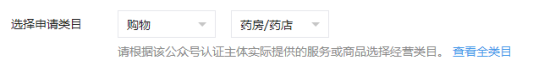 选择申请类目 购物 药房/药店
请根据该公众号认证主体实际提供的服务或商品选择经营类目。 查看全类目